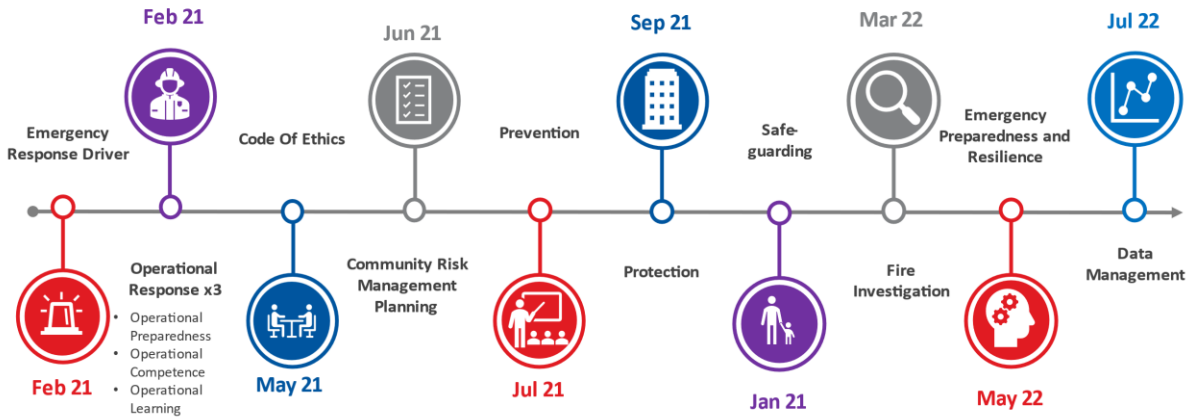 Feb 21
Emergency
Response Driver
Feb 21
Operational
Response x3
• Operational
Preparedness
• Operational
Competence
• Operational
Learning
Code Of Ethics
May 21
Jun 21
Community Risk
Management
Planning
Prevention
Jul 21
Sep 21
Protection
Safe-
guarding
Jan 21
Mar 22
Fire
Investigation
Emergency
Preparedness and
Resilience
May 22
Jul 22
Data
Management